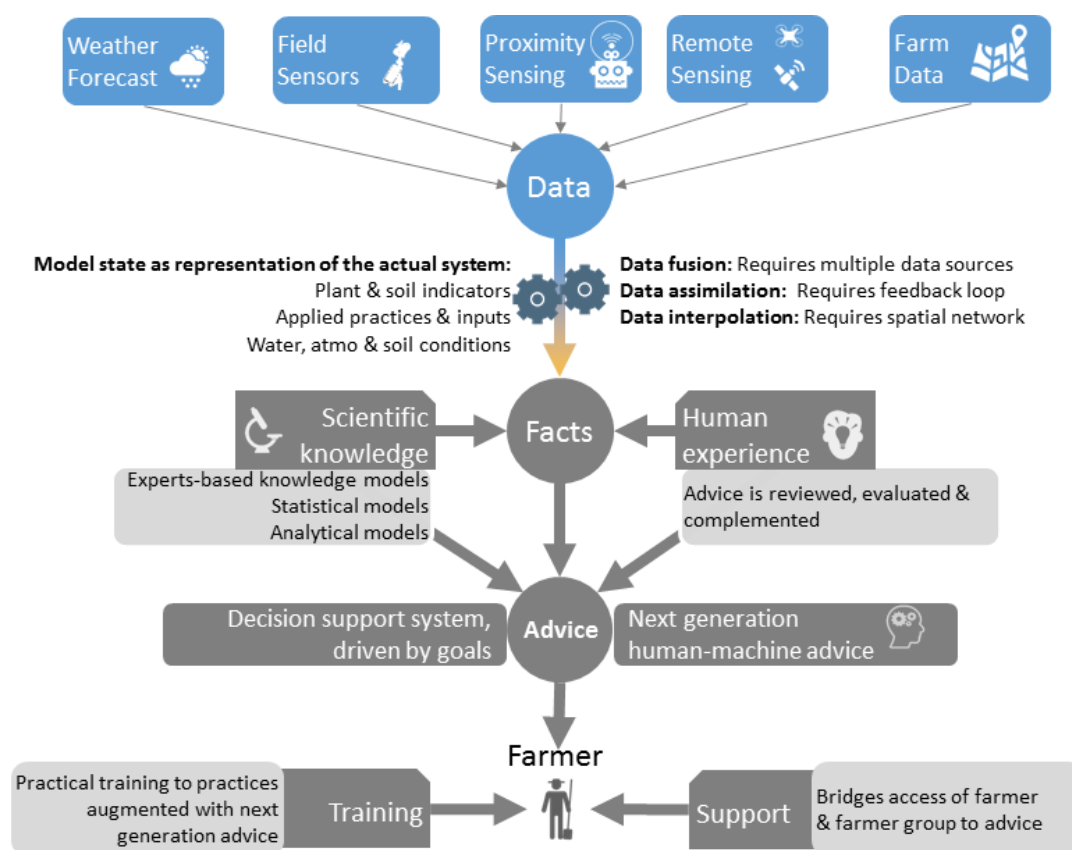 Weather
Forecast
Field
Sensors
Proximity
Sensing
Remote
Sensing
Farm
Data
Data
Model state as representation of the actual system:
Plant & soil indicators
Applied practices & inputs
Water, atmo & soil conditions
Data fusion: Requires multiple data sources
Data assimilation: Requires feedback loop
Data interpolation: Requires spatial network
Scientific
knowledge
Facts
Human
experience
Experts-based knowledge models
Statistical models
Analytical models
Advice is reviewed, evaluated &
complemented
Decision support system,
driven by goals
Advice
Next generation
human-machine advice
Farmer
Practical training to practices
augmented with next
generation advice
Training
Support
Bridges access of farmer
& farmer group to advice